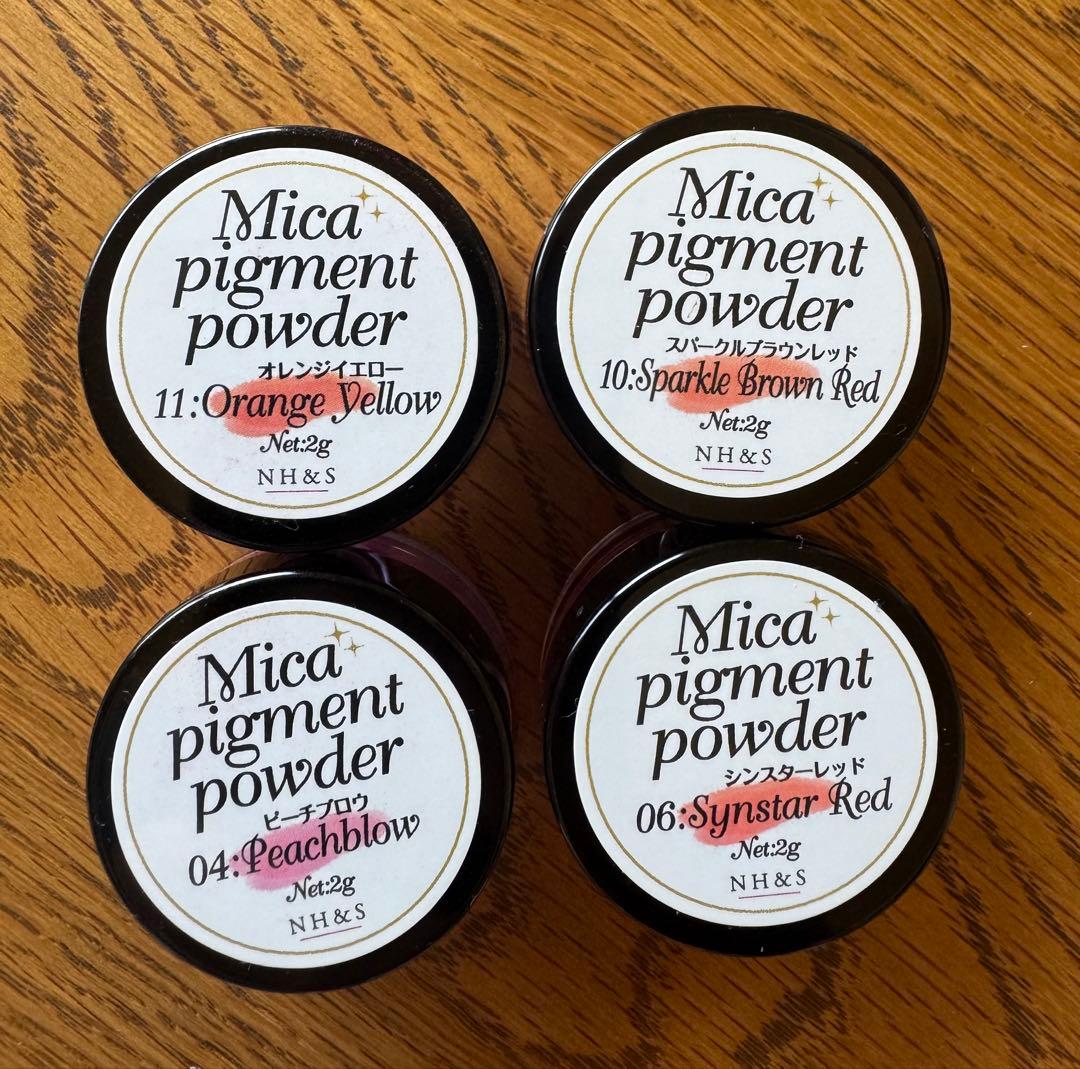 Mica
pigment
powder
オレンジイエロー
11:Orange Yellow
Net:2g
NH&S
Mica
pigment
powder
スパークルブラウンレッド
10:Sparkle Brown Red
Net:2g
NH&S
Mica
pigment
powder
ピーチブロウ
04:Peachblow
Net:2g
NH&S
Mica
pigment
powder
シンスターレッド
06:Synstar Red
Net:2g
NH&S